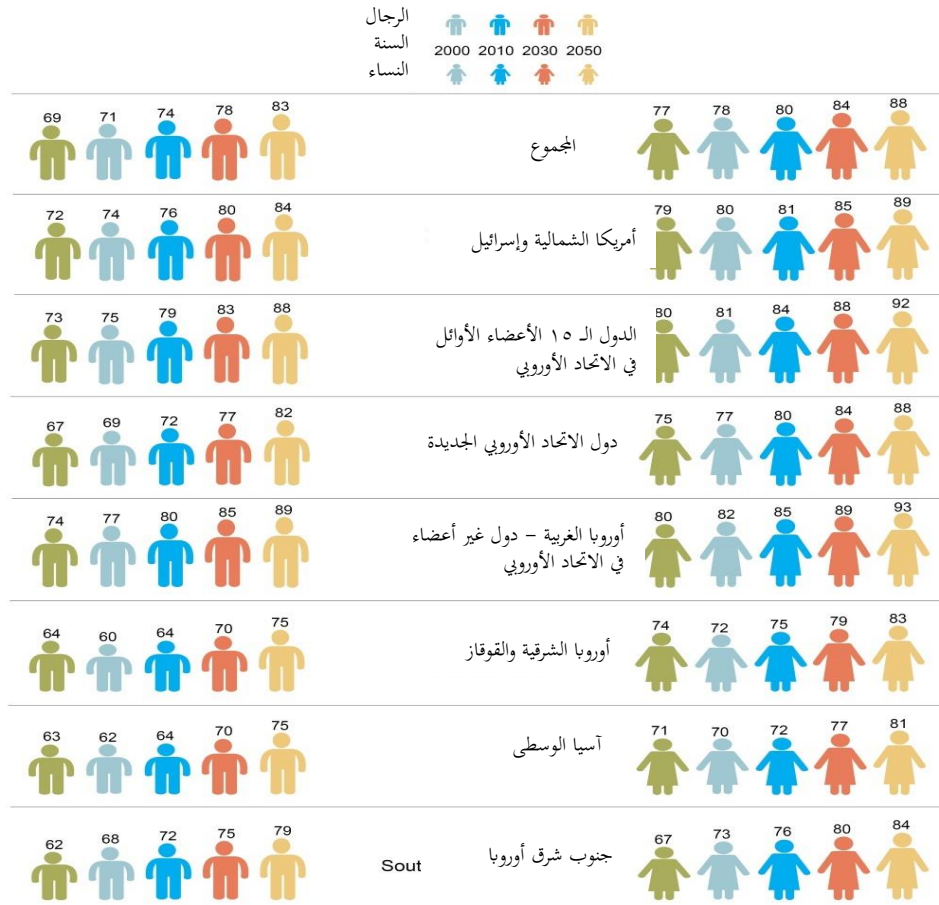 الرجال
السنة 2000 2010 2030 2050
النساء
69 71 74 78 83 المجموع 77 78 80 84 88
72 74 76 80 84 أمريكا الشمالية وإسرائيل 79 80 81 85 89
73 75 79 83 88 الدول الـ ١٥ الأعضاء الأوائل 80 81 84 88 92
في الاتحاد الأوروبي
67 69 72 77 82 دول الاتحاد الأوروبي الجديدة 75 77 80 84 88
74 77 80 85 89 أوروبا الغربية – دول غير أعضاء 80 82 85 89 93
في الاتحاد الأوروبي
64 60 64 70 75 أوروبا الشرقية والقوقاز 74 72 75 79 83
63 62 64 70 75 آسيا الوسطى 71 70 72 77 81
62 68 72 75 79 Sout جنوب شرق أوروبا 67 73 76 80 84